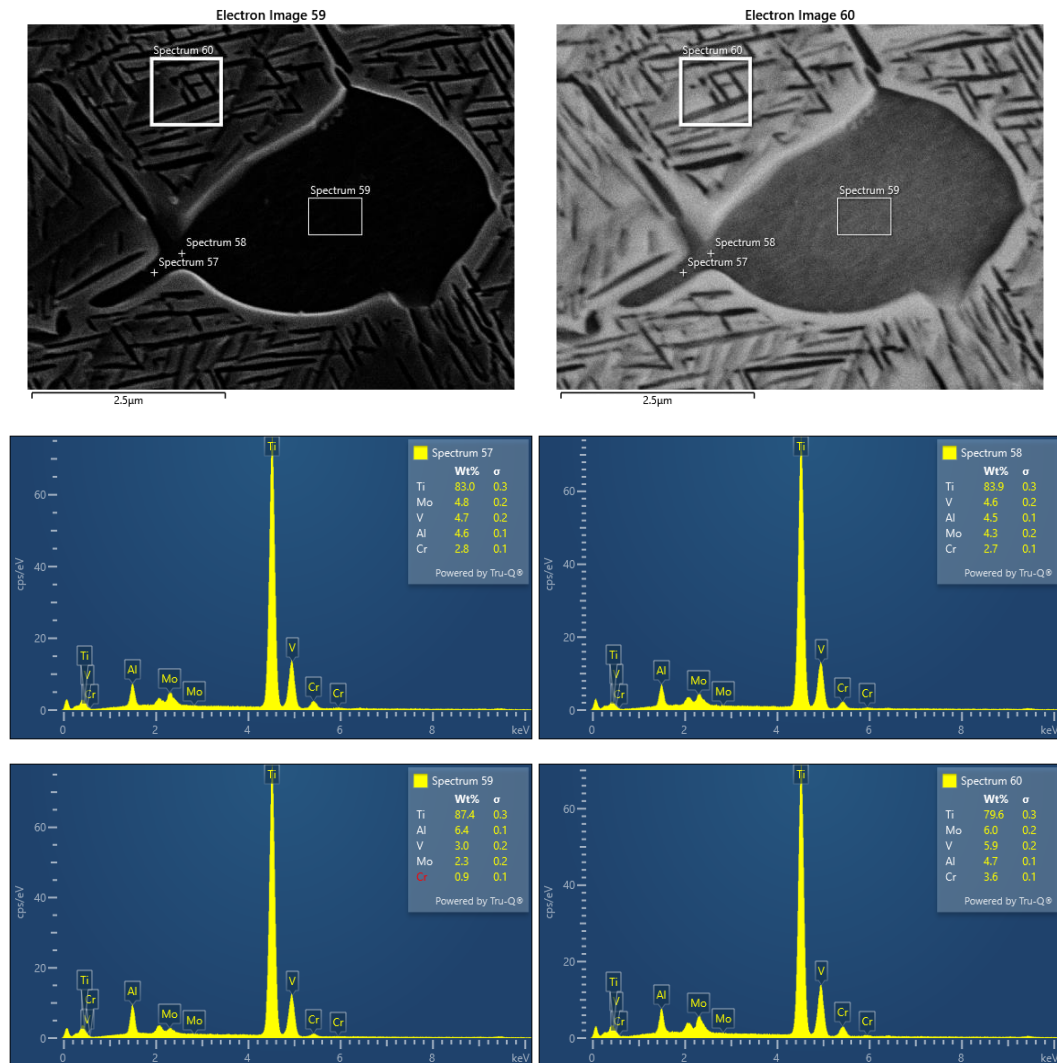 Electron Image 59
Electron Image 60
Spectrum 60
Spectrum 59
Spectrum 58
Spectrum 57
2.5µm
Spectrum 60
Spectrum 59
Spectrum 58
Spectrum 57
2.5µm
Spectrum 57
Wt% σ
Ti 83.0 0.3
Mo 4.8 0.2
V 4.7 0.2
Al 4.6 0.1
Cr 2.8 0.1
Powered by Tru-Q®
cps/eV
60
40
20
0
Ti
V
Cr
Al
Mo
Mo
Ti
V
Cr
Cr
0 2 4 6 8 keV
Spectrum 58
Wt% σ
Ti 83.9 0.3
V 4.6 0.2
Al 4.5 0.1
Mo 4.3 0.2
Cr 2.7 0.1
Powered by Tru-Q®
cps/eV
60
40
20
0
Ti
V
Cr
Al
Mo
Mo
Ti
V
Cr
Cr
0 2 4 6 8 keV
Spectrum 59
Wt% σ
Ti 87.4 0.3
Al 6.4 0.1
V 3.0 0.2
Mo 2.3 0.2
Cr 0.9 0.1
Powered by Tru-Q®
cps/eV
60
40
20
0
Ti
Cr
V
Al
Mo
Mo
Ti
V
Cr
Cr
0 2 4 6 8 keV
Spectrum 60
Wt% σ
Ti 79.6 0.3
Mo 6.0 0.2
V 5.9 0.2
Al 4.7 0.1
Cr 3.6 0.1
Powered by Tru-Q®
cps/eV
60
40
20
0
Ti
V
Cr
Al
Mo
Mo
Ti
V
Cr
Cr
0 2 4 6 8 keV